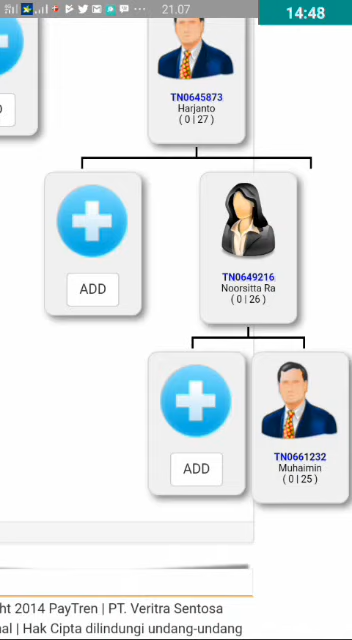 21.07
14:48
TN0645873
Harjanto
( 0 | 27 )
ADD
TN0649216
Noorsitta Ra
( 0 | 26 )
ADD
TN0661232
Muhaimin
( 0 | 25 )
ht 2014 PayTren | PT. Veritra Sentosa
nal | Hak Cipta dilindungi undang-undang